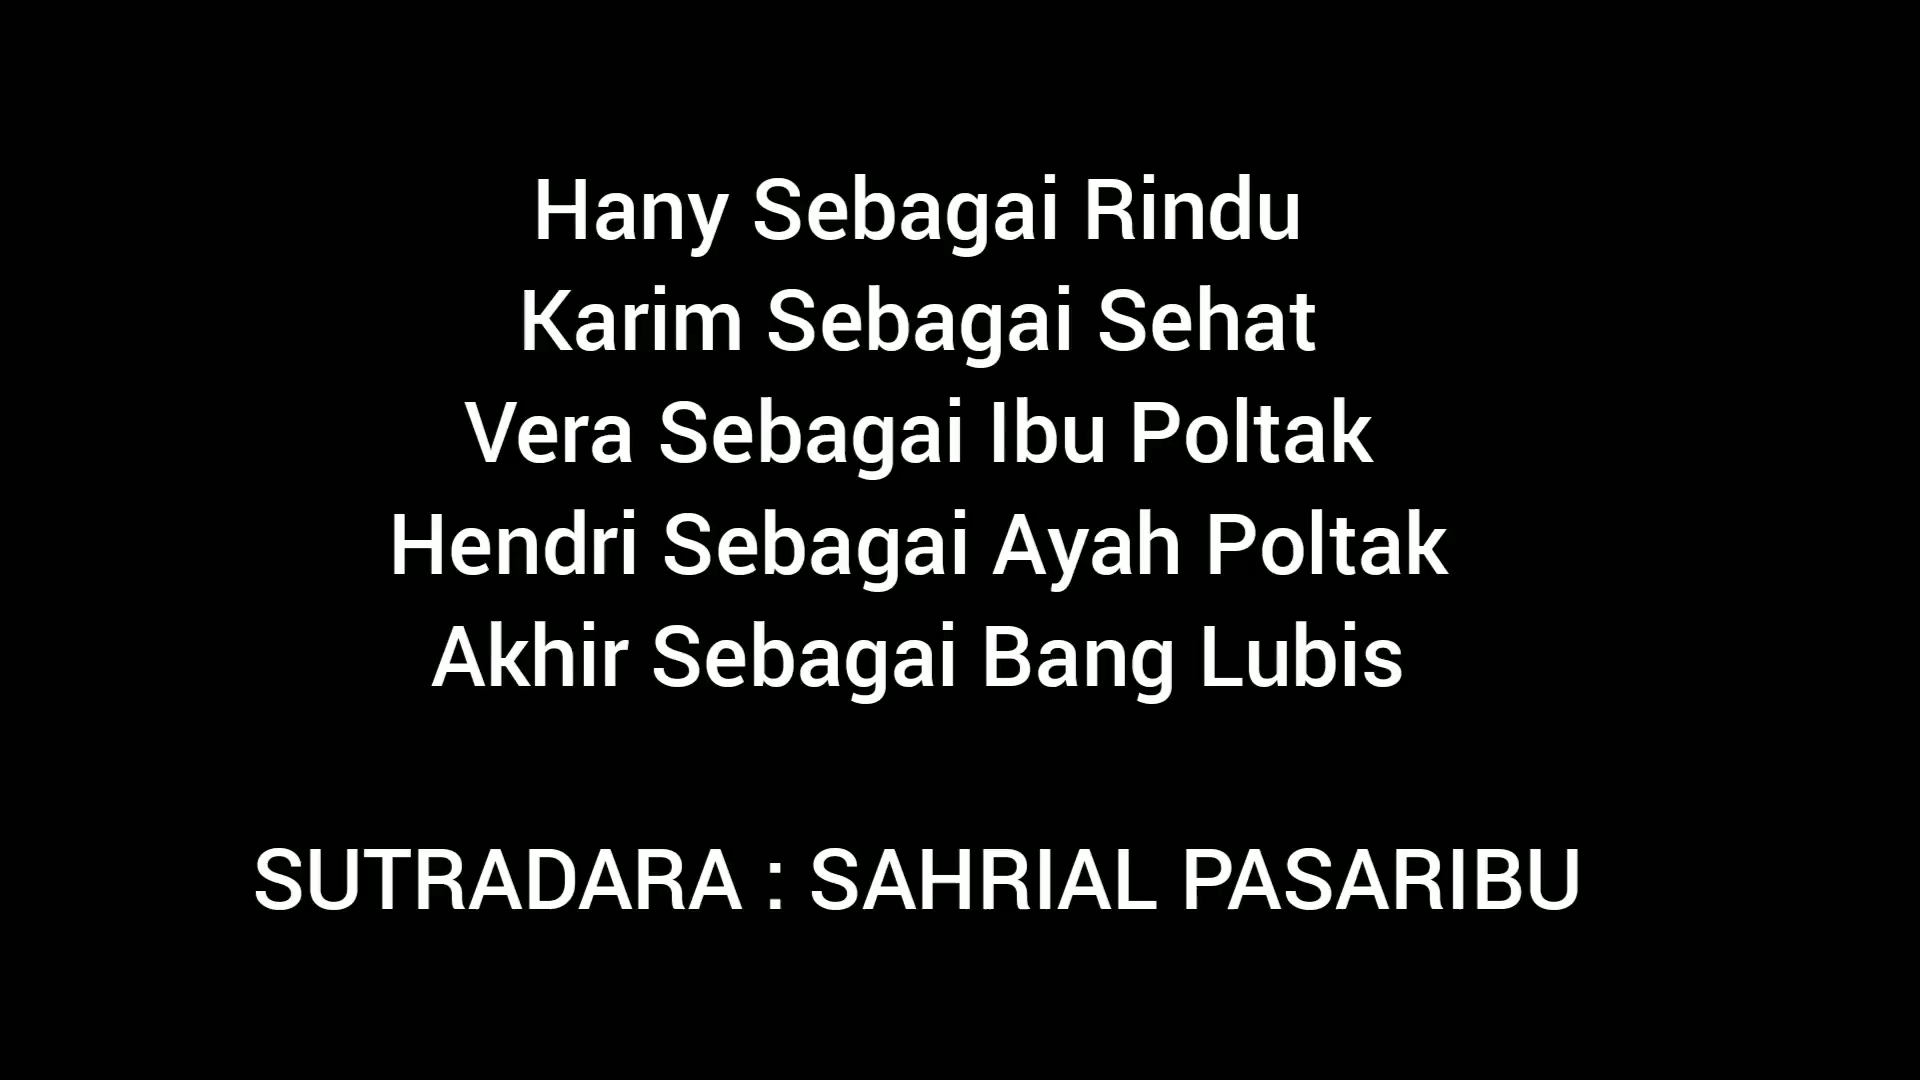 Hany Sebagai Rindu
Karim Sebagai Sehat
Vera Sebagai Ibu Poltak
Hendri Sebagai Ayah Poltak
Akhir Sebagai Bang Lubis
SUTRADARA : SAHRIAL PASARIBU